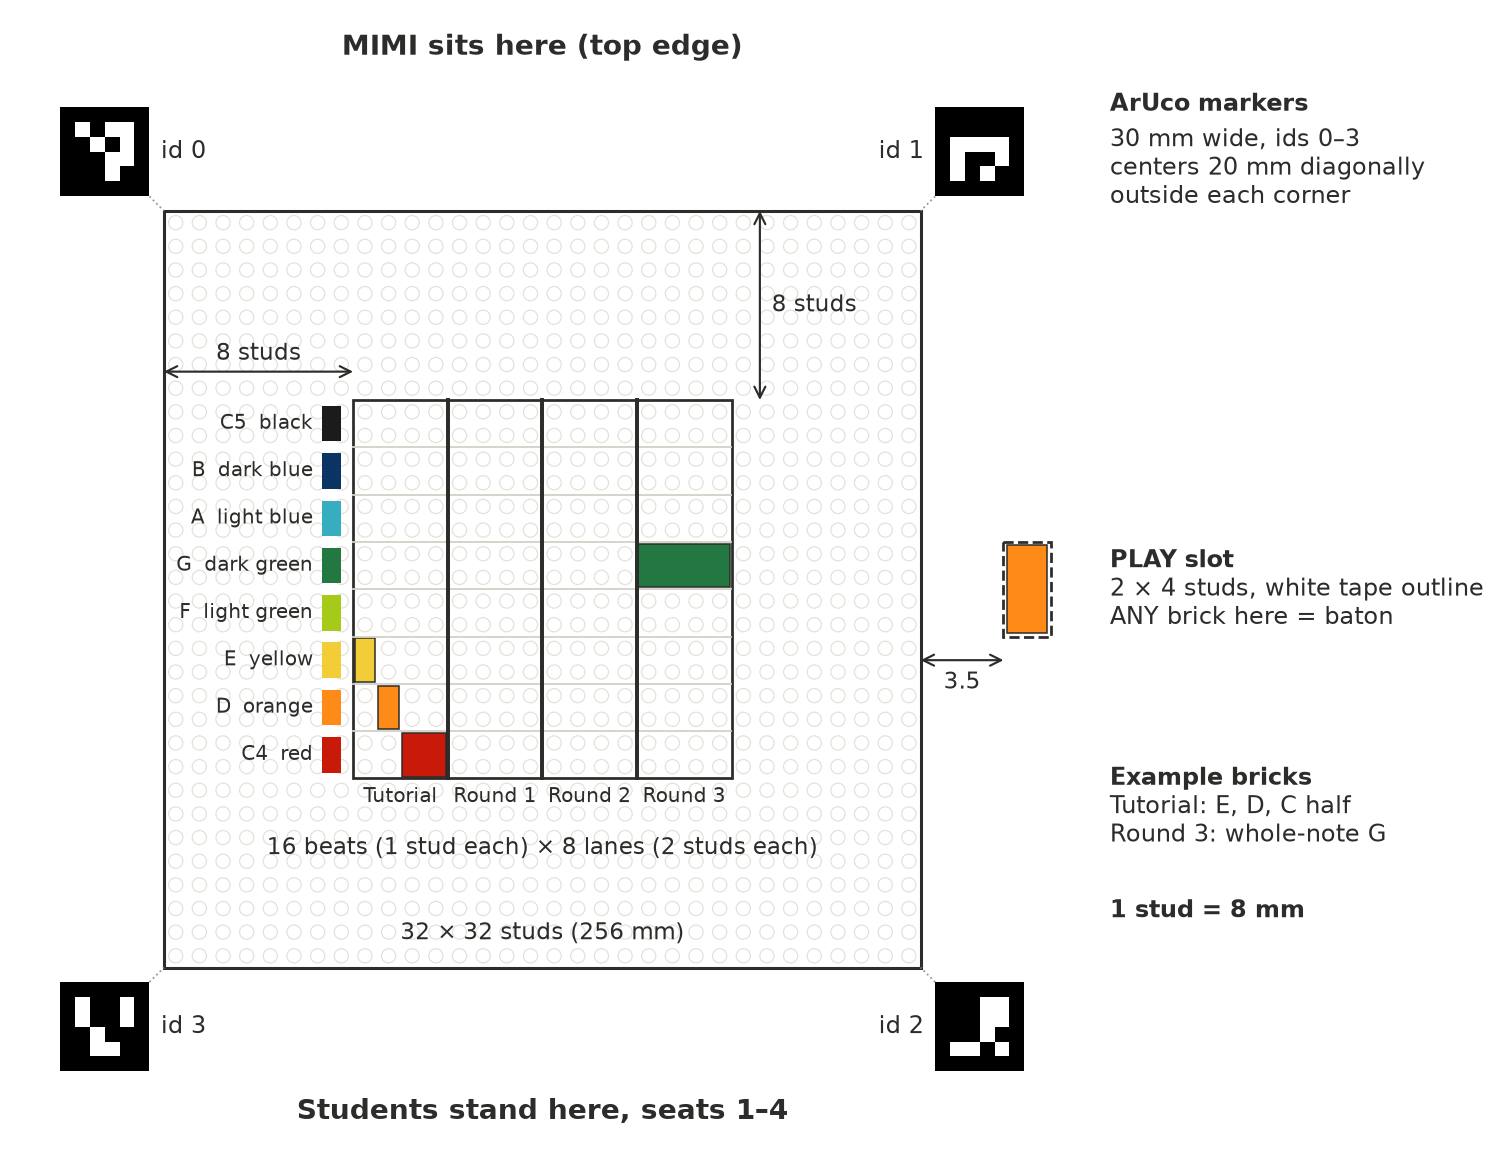 MIMI sits here (top edge)
id 0
id 1
ArUco markers
30 mm wide, ids 0–3
centers 20 mm diagonally
outside each corner
8 studs
8 studs
C5 black
B dark blue
A light blue
G dark green
F light green
E yellow
D orange
C4 red
Tutorial
Round 1
Round 2
Round 3
16 beats (1 stud each) × 8 lanes (2 studs each)
32 × 32 studs (256 mm)
PLAY slot
2 × 4 studs, white tape outline
ANY brick here = baton
3.5
Example bricks
Tutorial: E, D, C half
Round 3: whole-note G
1 stud = 8 mm
id 3
id 2
Students stand here, seats 1–4